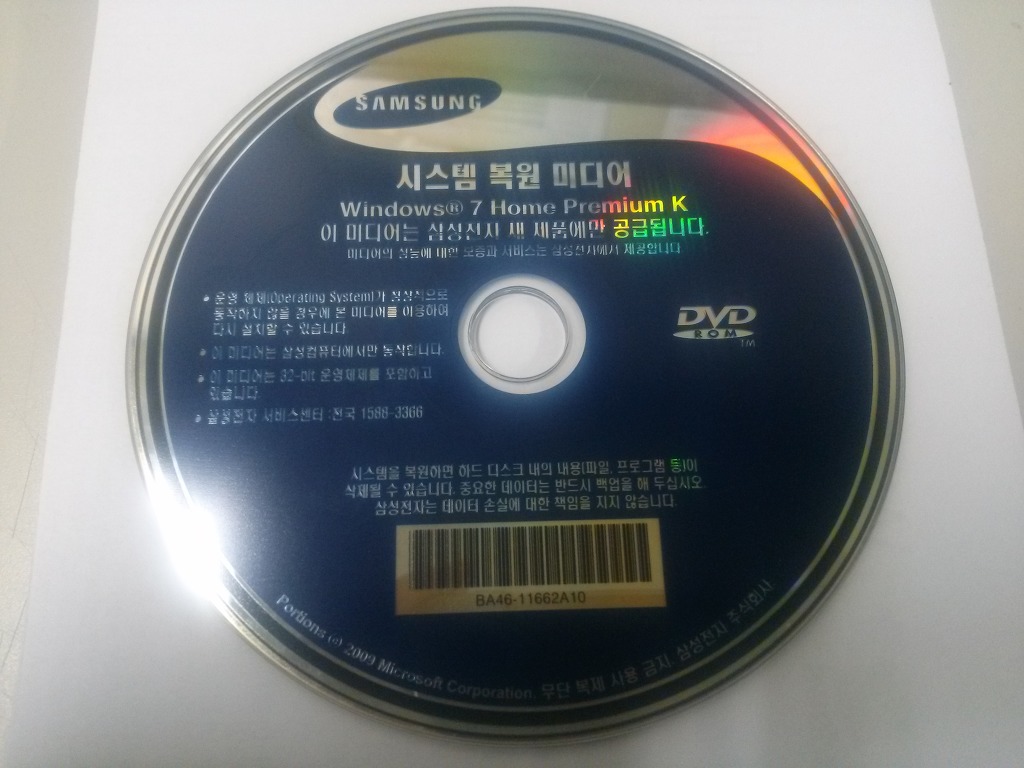 SAMSUNG
시스템 복원 미디어
Windows® 7 Home Premium K
이 미디어는 삼성전자 새 제품에만 공급됩니다.
미디어의 성능에 대한 보증과 서비스는 삼성전자에서 제공합니다.
• 운영 체제(Operating System)가 정상적으로
동작하지 않을 경우에 본 미디어를 이용하여
다시 설치할 수 있습니다.
• 이 미디어는 삼성컴퓨터에서만 동작합니다.
• 이 미디어는 32-bit 운영체제를 포함하고
있습니다.
• 삼성전자 서비스센터 :전국 1588-3366
DVD
ROM
TM
시스템을 복원하면 하드 디스크 내의 내용(파일, 프로그램 등)이
삭제될 수 있습니다. 중요한 데이터는 반드시 백업을 해 두십시오.
삼성전자는 데이터 손실에 대한 책임을 지지 않습니다.
BA46-11662A10
Portions © 2009 Microsoft Corporation. 무단 복제 사용 금지. 삼성전자 주식회사